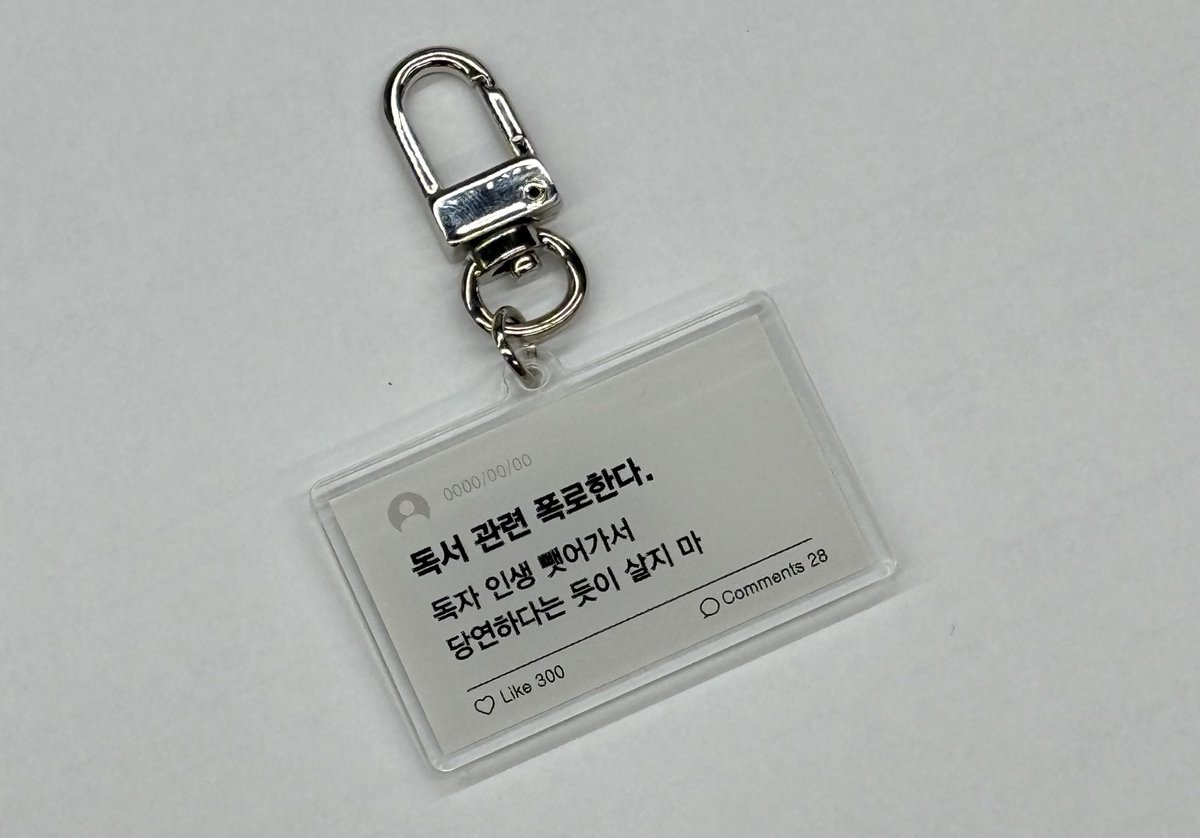 0000/00/00
독서 관련 폭로한다.
독자 인생 뺏어가서
당연하다는 듯이 살지 마
Like 300
Comments 28